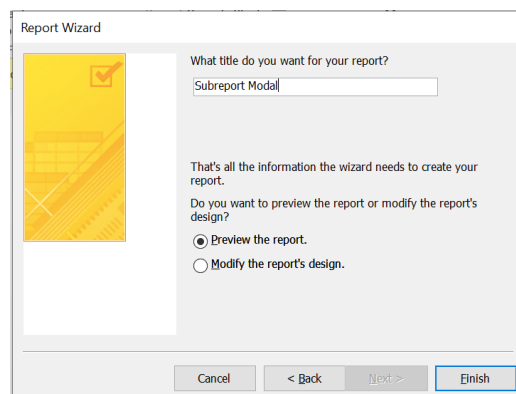 Report Wizard
What title do you want for your report?
Subreport Modal
That's all the information the wizard needs to create your
report.
Do you want to preview the report or modify the report's
design?
Preview the report.
Modify the report's design.
Cancel
< Back
Next >
Finish